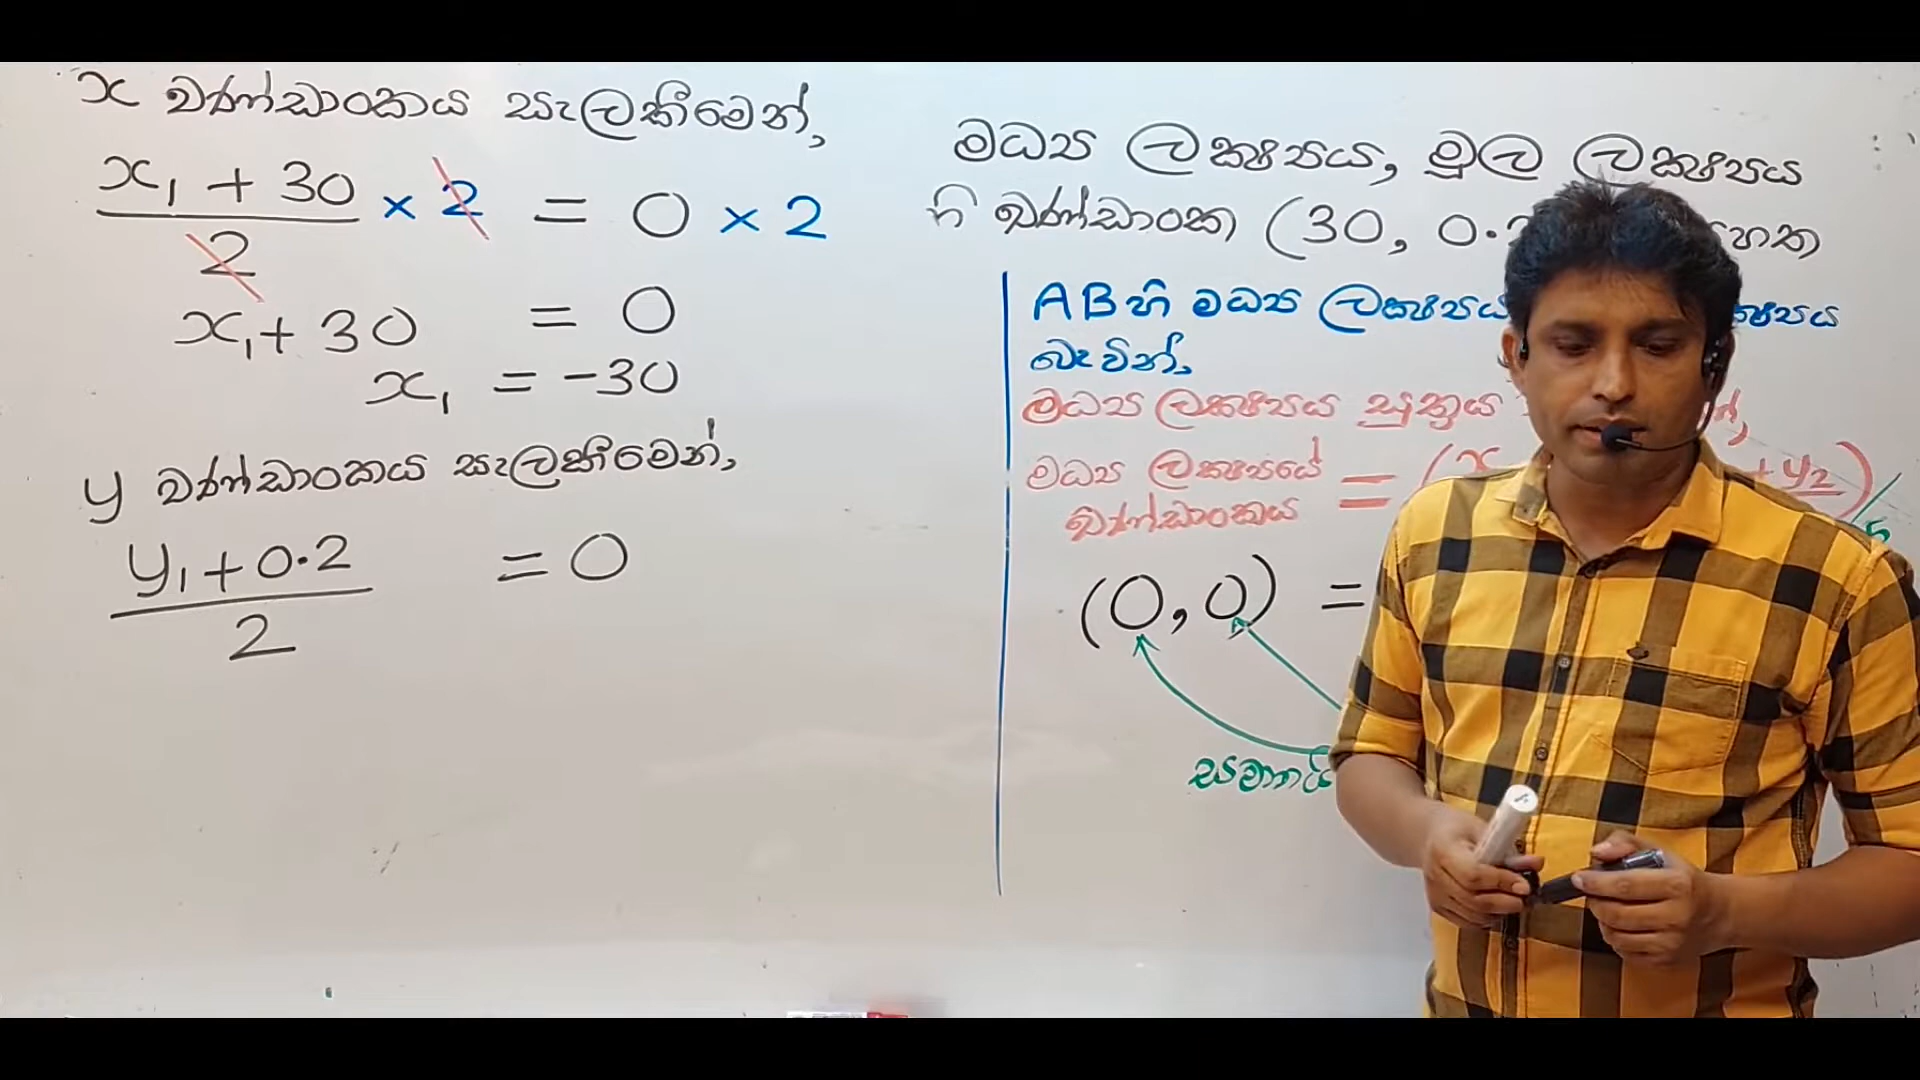 x ඛණ්ඩාංකය සැලකීමෙන්,
x₁ + 30 / 2 × 2 = 0 × 2
x₁ + 30 = 0
x₁ = -30
y ඛණ්ඩාංකය සැලකීමෙන්,
y₁ + 0.2 / 2 = 0
මධ්‍ය ලක්ෂ්‍යය, මූල ලක්ෂ්‍යය
හි ඛණ්ඩාංක (30, 0.2
AB හි මධ්‍ය ලක්ෂ්‍යය
බැවින්,
මධ්‍ය ලක්ෂ්‍යය සූත්‍රය
මධ්‍ය ලක්ෂ්‍යයේ
ඛණ්ඩාංකය = (x + y₂ )
(0, 0) =